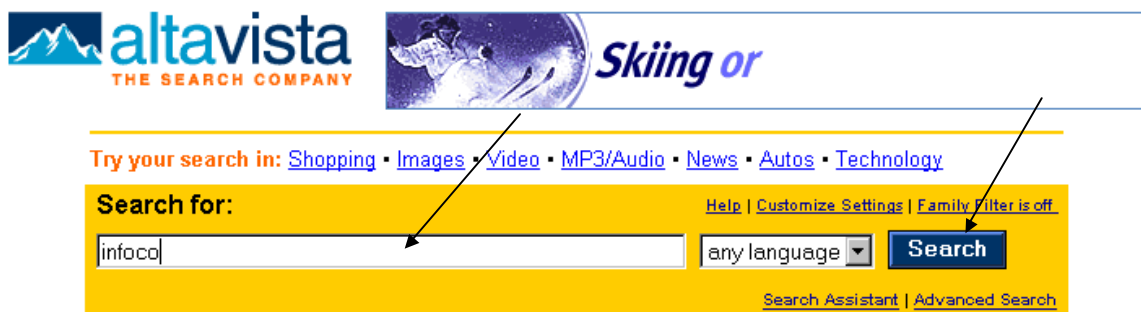 altavista
THE SEARCH COMPANY
Skiing or
Try your search in: Shopping ▪ Images ▪ Video ▪ MP3/Audio ▪ News ▪ Autos ▪ Technology
Search for:
Help | Customize Settings | Family Filter is off
infoco
any language
Search
Search Assistant | Advanced Search